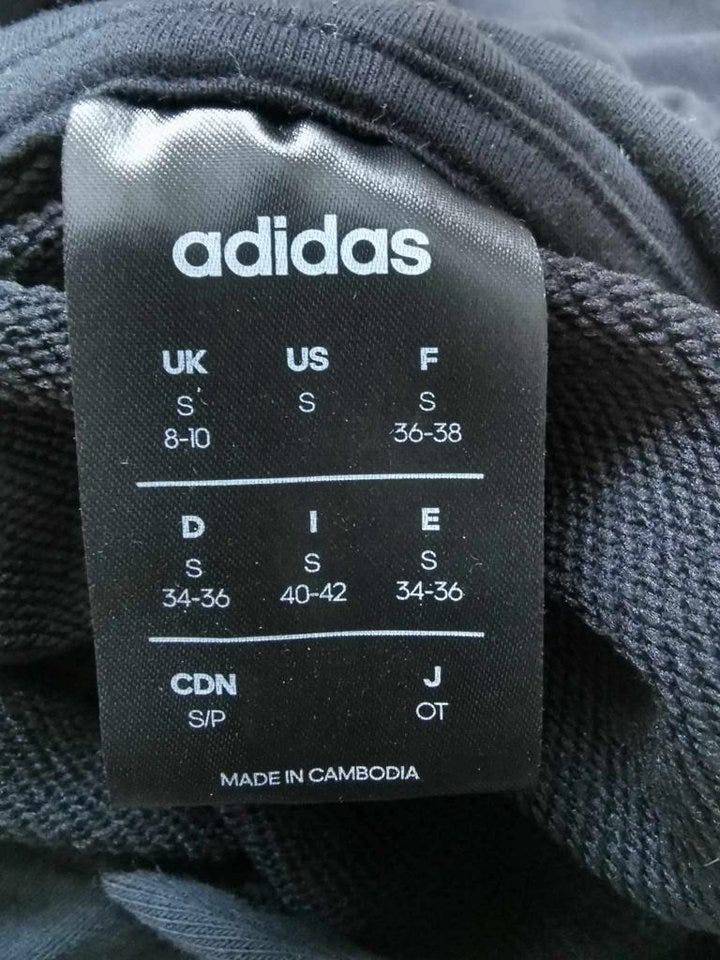 adidas
UK US F
S S S
8-10 36-38
D I E
S S S
34-36 40-42 34-36
CDN J
S/P OT
MADE IN CAMBODIA